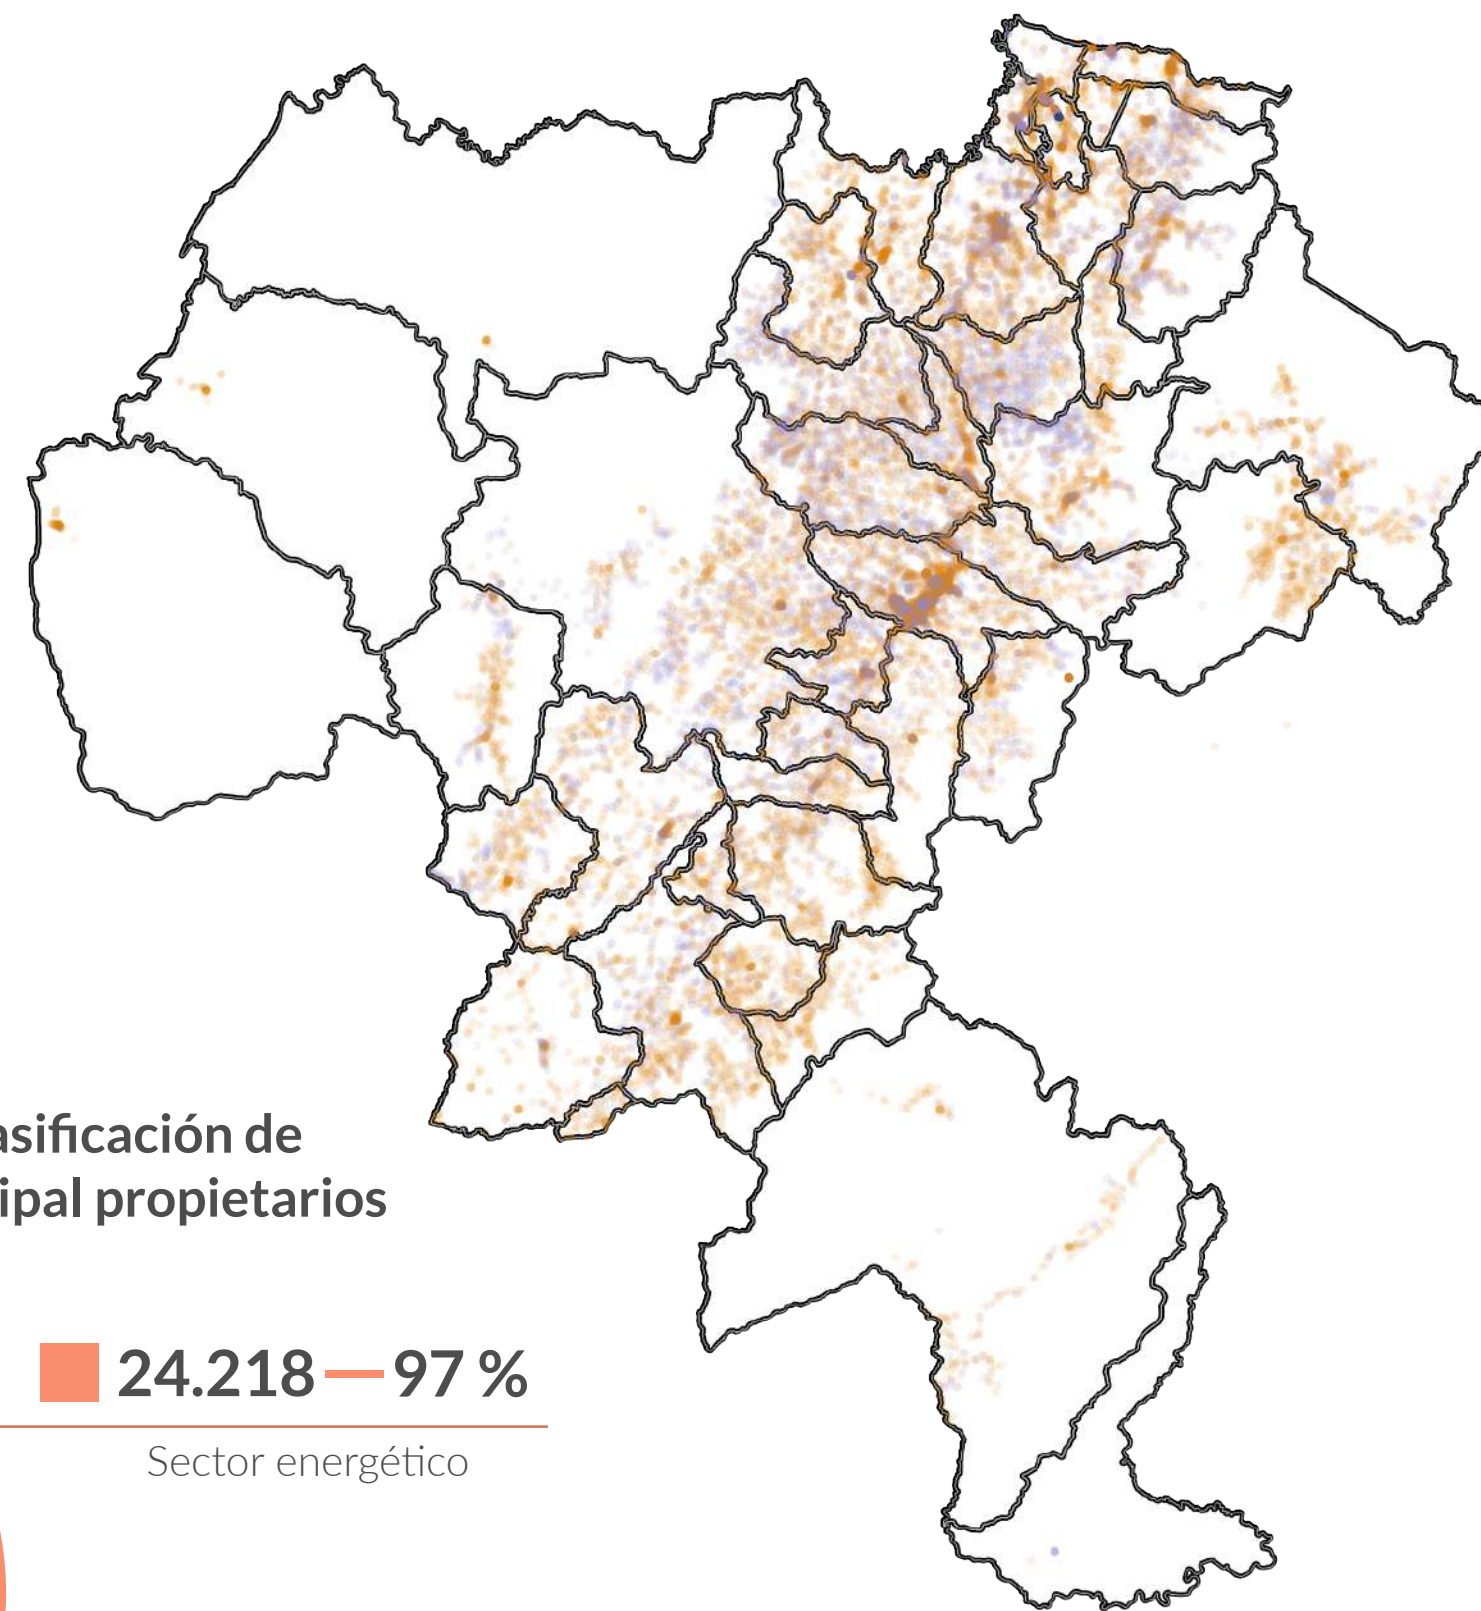 asificación de
ipal propietarios
24.218 — 97 %
Sector energético